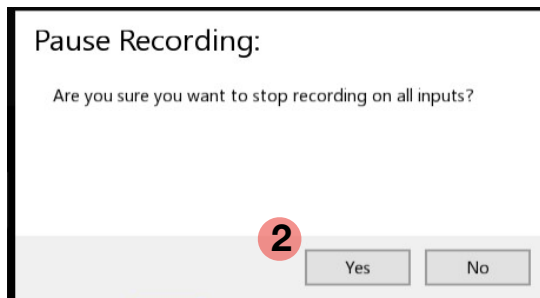 Pause Recording:
Are you sure you want to stop recording on all inputs?
2
Yes
No